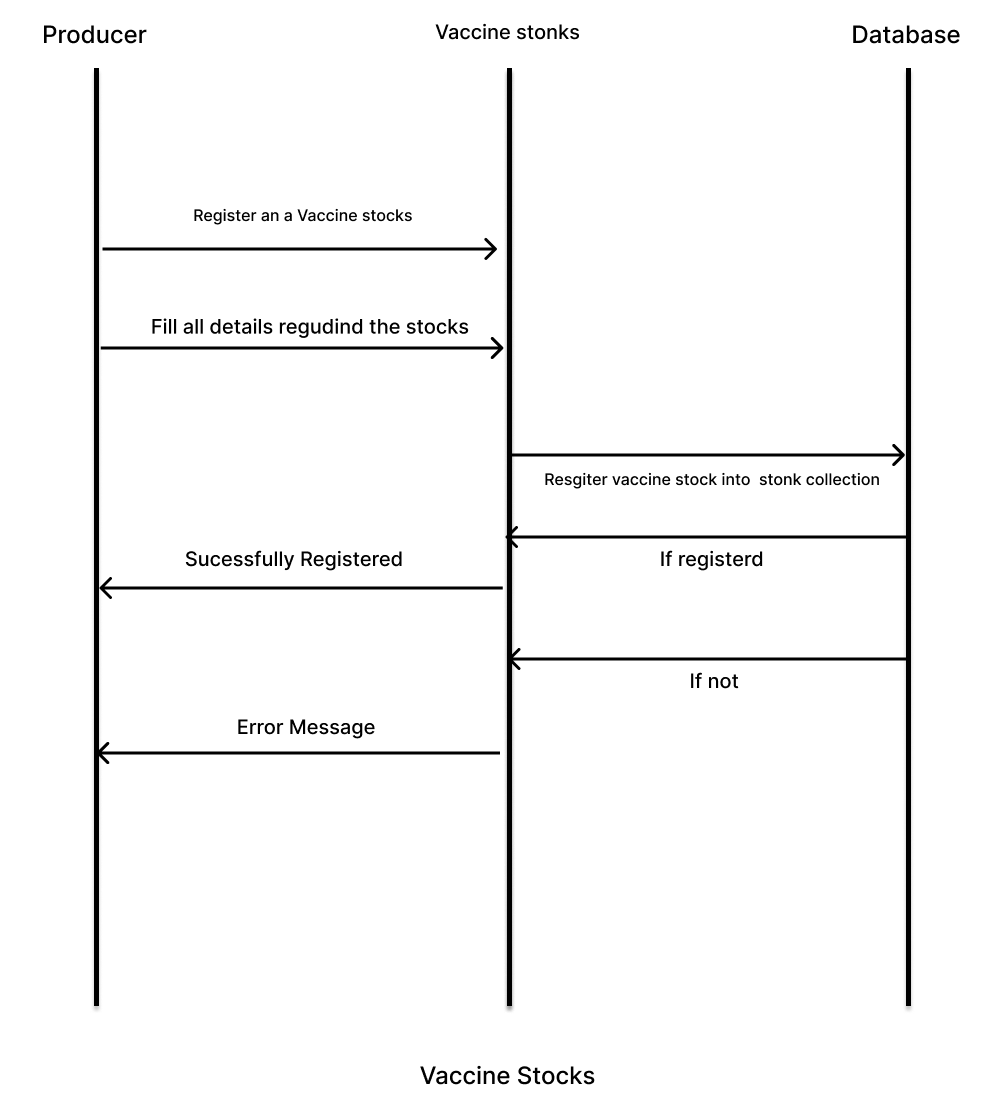 Producer
Vaccine stonks
Database
Register an a Vaccine stocks
Fill all details regudind the stocks
Resgiter vaccine stock into  stonk collection
If registerd
Sucessfully Registered
If not
Error Message
Vaccine Stocks